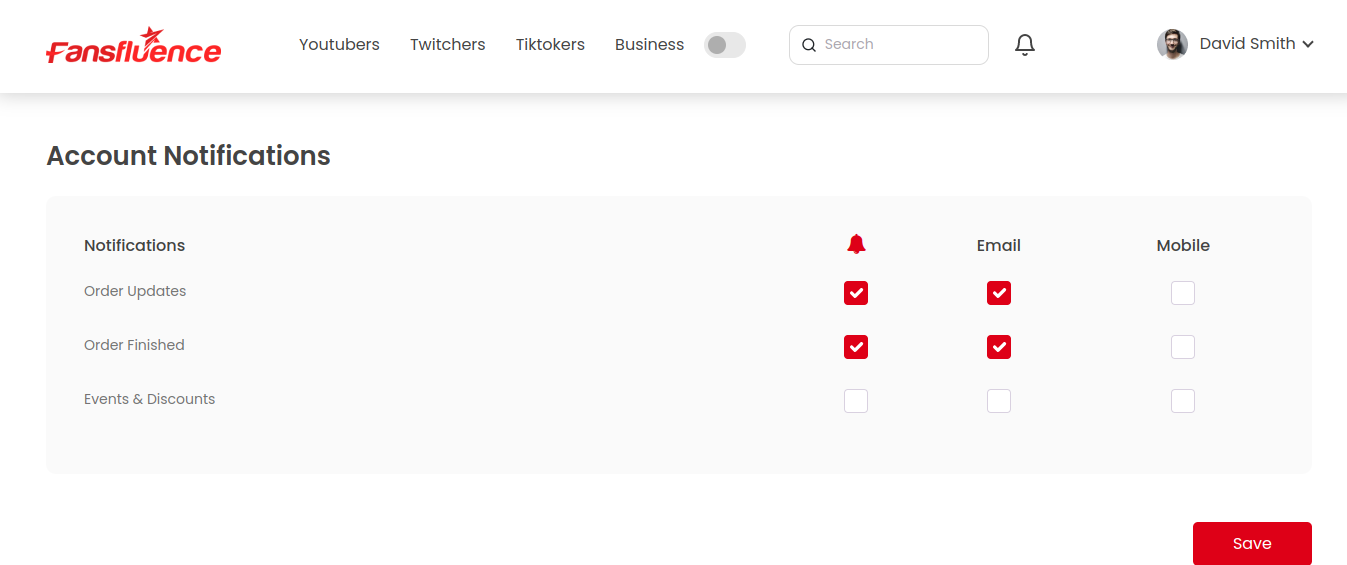 Fansfluence Youtubers Twitchers Tiktokers Business Search David Smith
Account Notifications
Notifications Email Mobile
Order Updates
Order Finished
Events & Discounts
Save